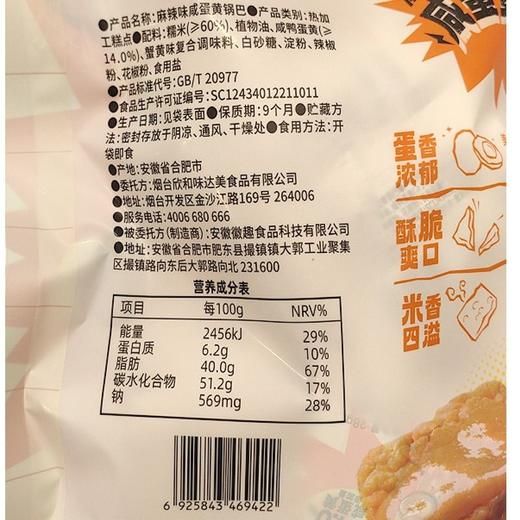 ●产品名称:麻辣味咸蛋黄锅巴●产品类别:热加
工糕点●配料:糯米(≥60%)、植物油、咸鸭蛋黄(≥
14.0%)、蟹黄味复合调味料、白砂糖、淀粉、辣椒
粉、花椒粉、食用盐
●产品标准代号:GB/T 20977
●食品生产许可证编号:SC12434012211011
●生产日期:见袋表面●保质期:9个月●贮藏方
法:密封存放于阴凉、通风、干燥处●食用方法:开
袋即食
●产地:安徽省合肥市
●委托方:烟台欣和味达美食品有限公司
●地址:烟台开发区金沙江路169号 264006
●服务电话:4006 680 666
●被委托方(制造商):安徽徽趣食品科技有限公司
●地址:安徽省合肥市肥东县撮镇镇大郭工业聚集
区撮镇路向东后大郭路向北 231600
营养成分表
项目 每100g NRV%
能量 2456kJ 29%
蛋白质 6.2g 10%
脂肪 40.0g 67%
碳水化合物 51.2g 17%
钠 569mg 28%
6 925843 469422
咸蛋
蛋香
浓郁
酥脆
爽口
米香
四溢